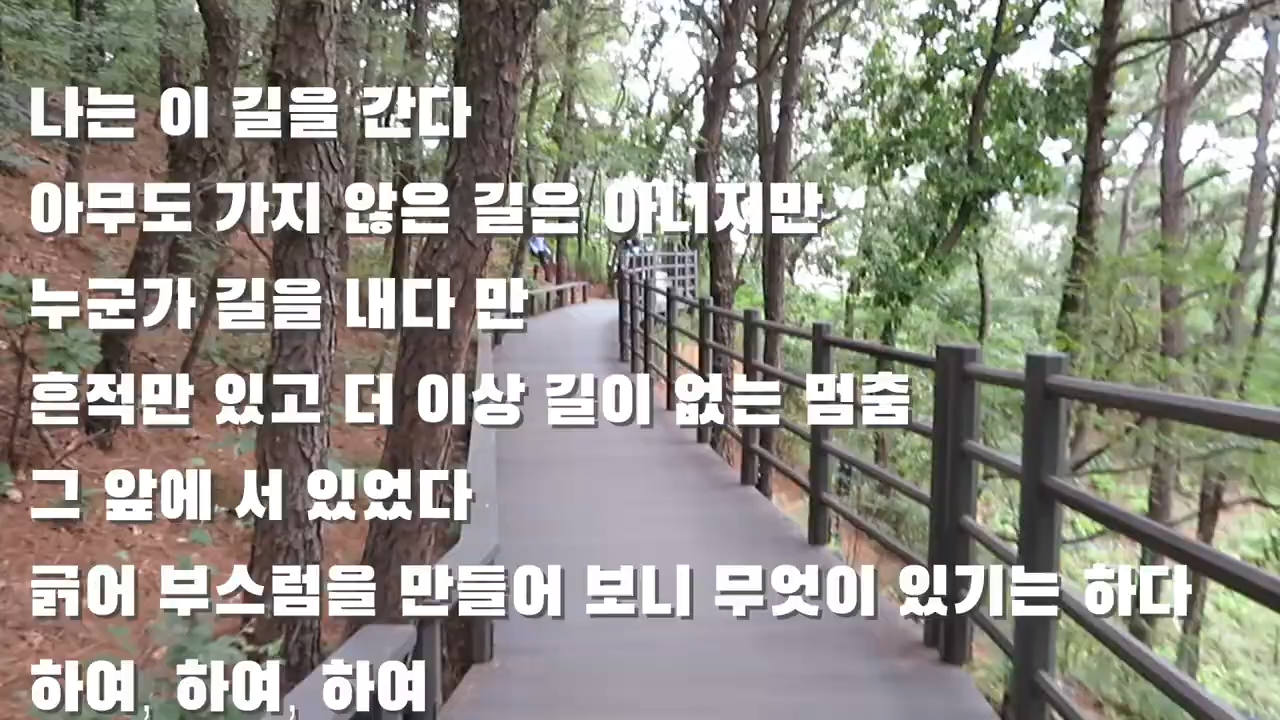 나는 이 길을 간다
아무도 가지 않은 길은 아니지만
누군가 길을 내다 만
흔적만 있고 더 이상 길이 없는 멈춤
그 앞에 서 있었다
긁어 부스럼을 만들어 보니 무엇이 있기는 하다
하여, 하여, 하여